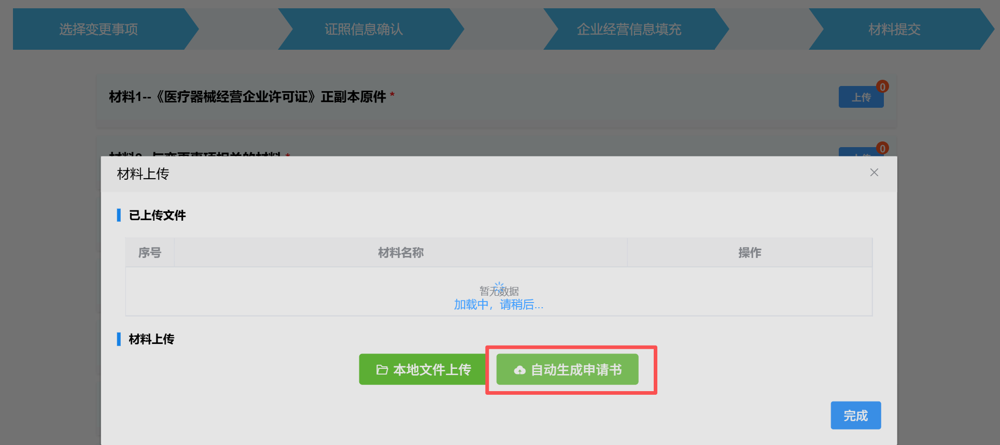 选择变更事项
证照信息确认
企业经营信息填充
材料提交
材料1--《医疗器械经营企业许可证》正副本原件 *
上传
0
材料2--与变更事项相关的材料 *
上传
0
材料上传
已上传文件
序号
材料名称
操作
暂无数据
加载中，请稍后...
材料上传
本地文件上传
自动生成申请书
完成